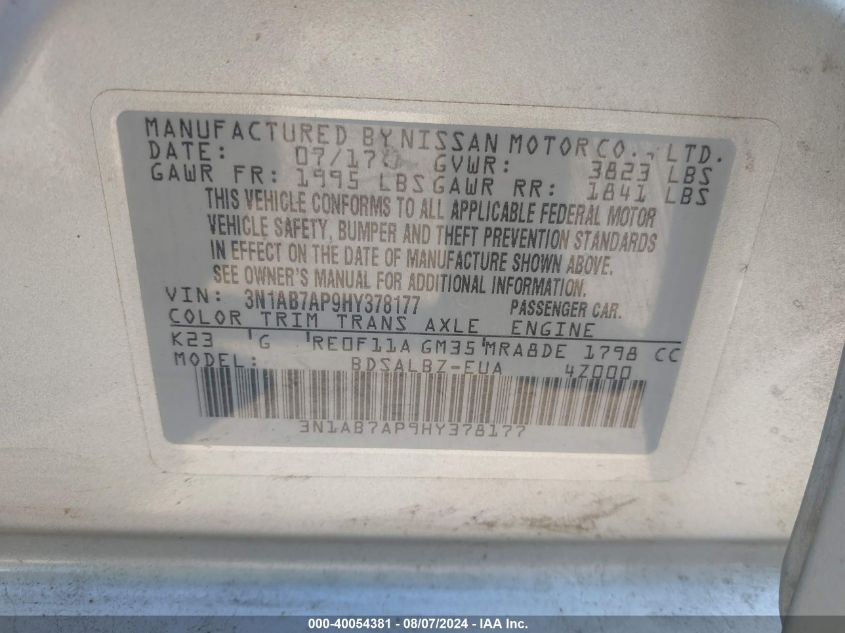 MANUFACTURED BY NISSAN MOTOR CO., LTD.
DATE: 07/17 GVWR: 3823 LBS
GAWR FR: 1995 LBS GAWR RR: 1841 LBS
THIS VEHICLE CONFORMS TO ALL APPLICABLE FEDERAL MOTOR
VEHICLE SAFETY, BUMPER AND THEFT PREVENTION STANDARDS
IN EFFECT ON THE DATE OF MANUFACTURE SHOWN ABOVE.
SEE OWNER'S MANUAL FOR ADDITIONAL INFORMATION.
VIN: 3N1AB7AP9HY378177 PASSENGER CAR.
COLOR TRIM TRANS AXLE ENGINE
K23 G RE0F11A GM35 MRA8DE 1798 CC
MODEL: BDSALBZ-EUA 4Z000
3N1AB7AP9HY378177
000-40054381 - 08/07/2024 - IAA Inc.